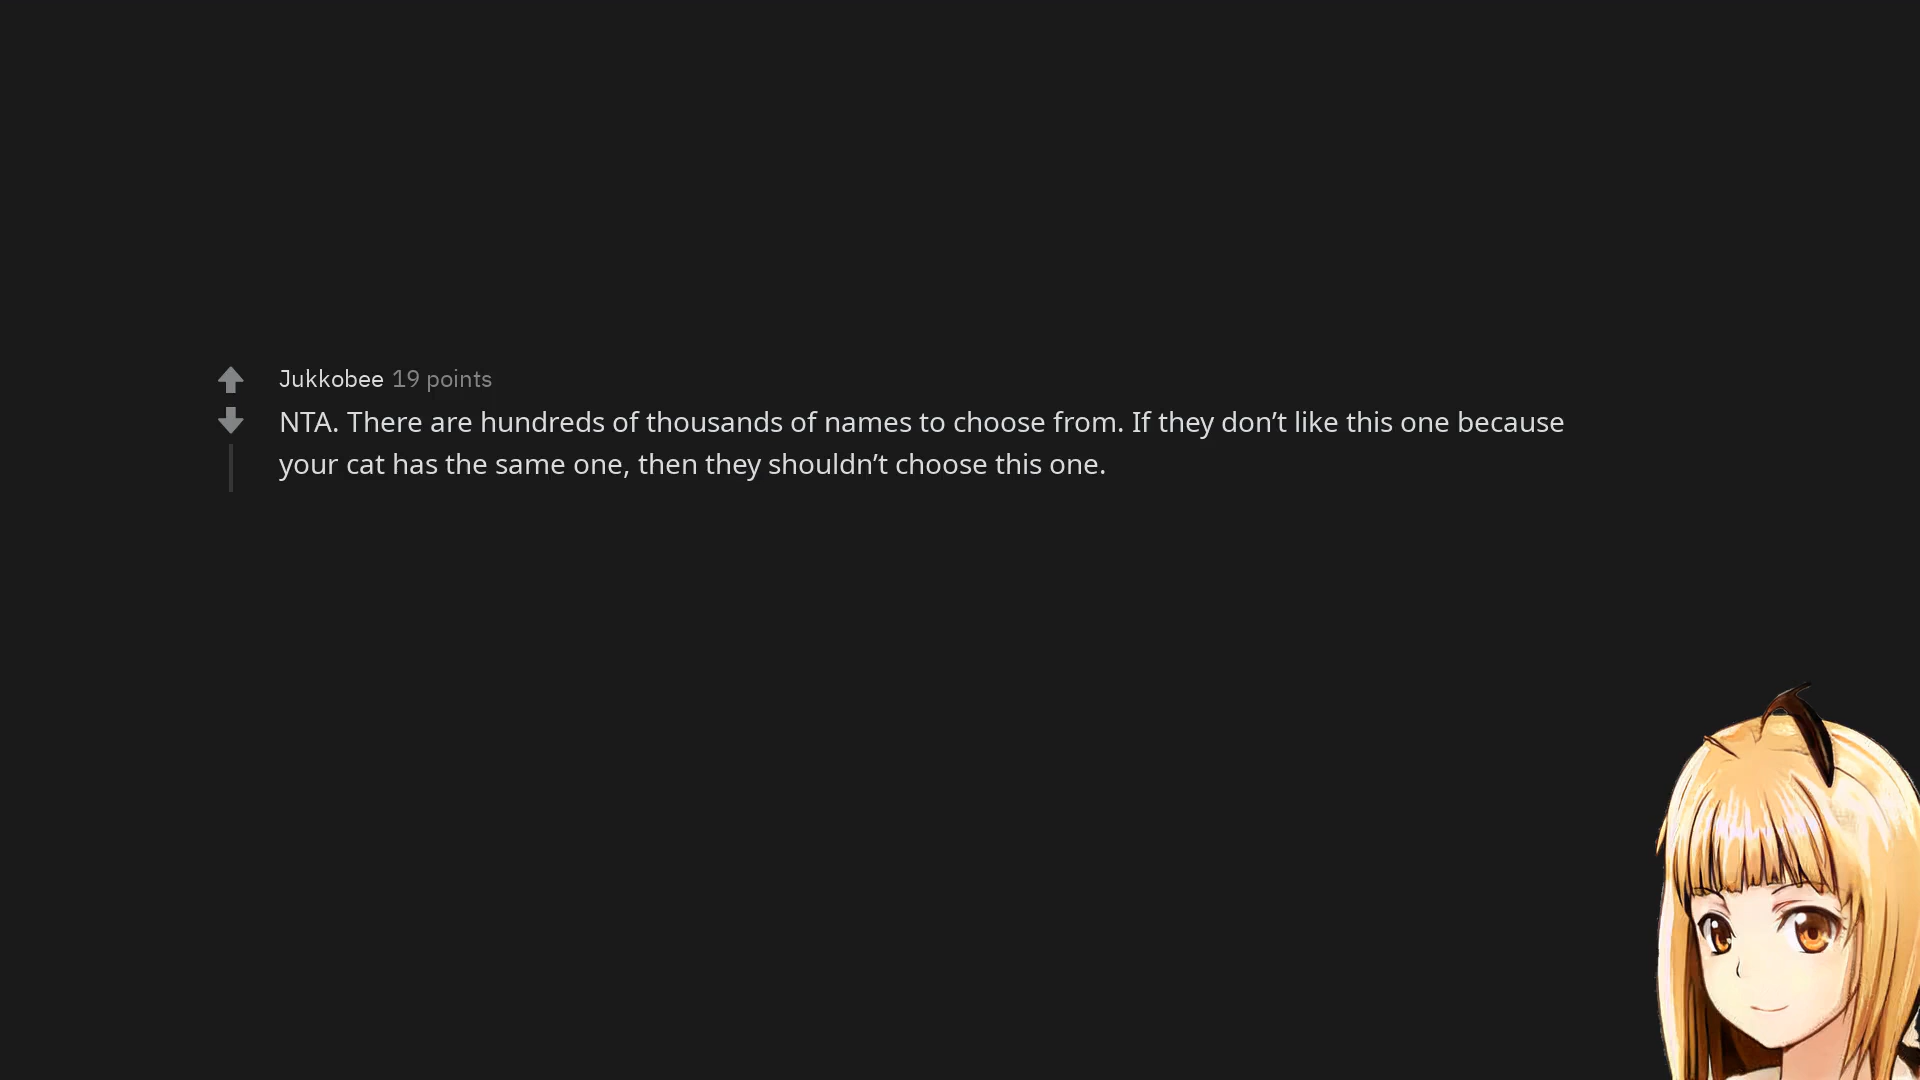 Jukkobee 19 points
NTA. There are hundreds of thousands of names to choose from. If they don’t like this one because
your cat has the same one, then they shouldn’t choose this one.